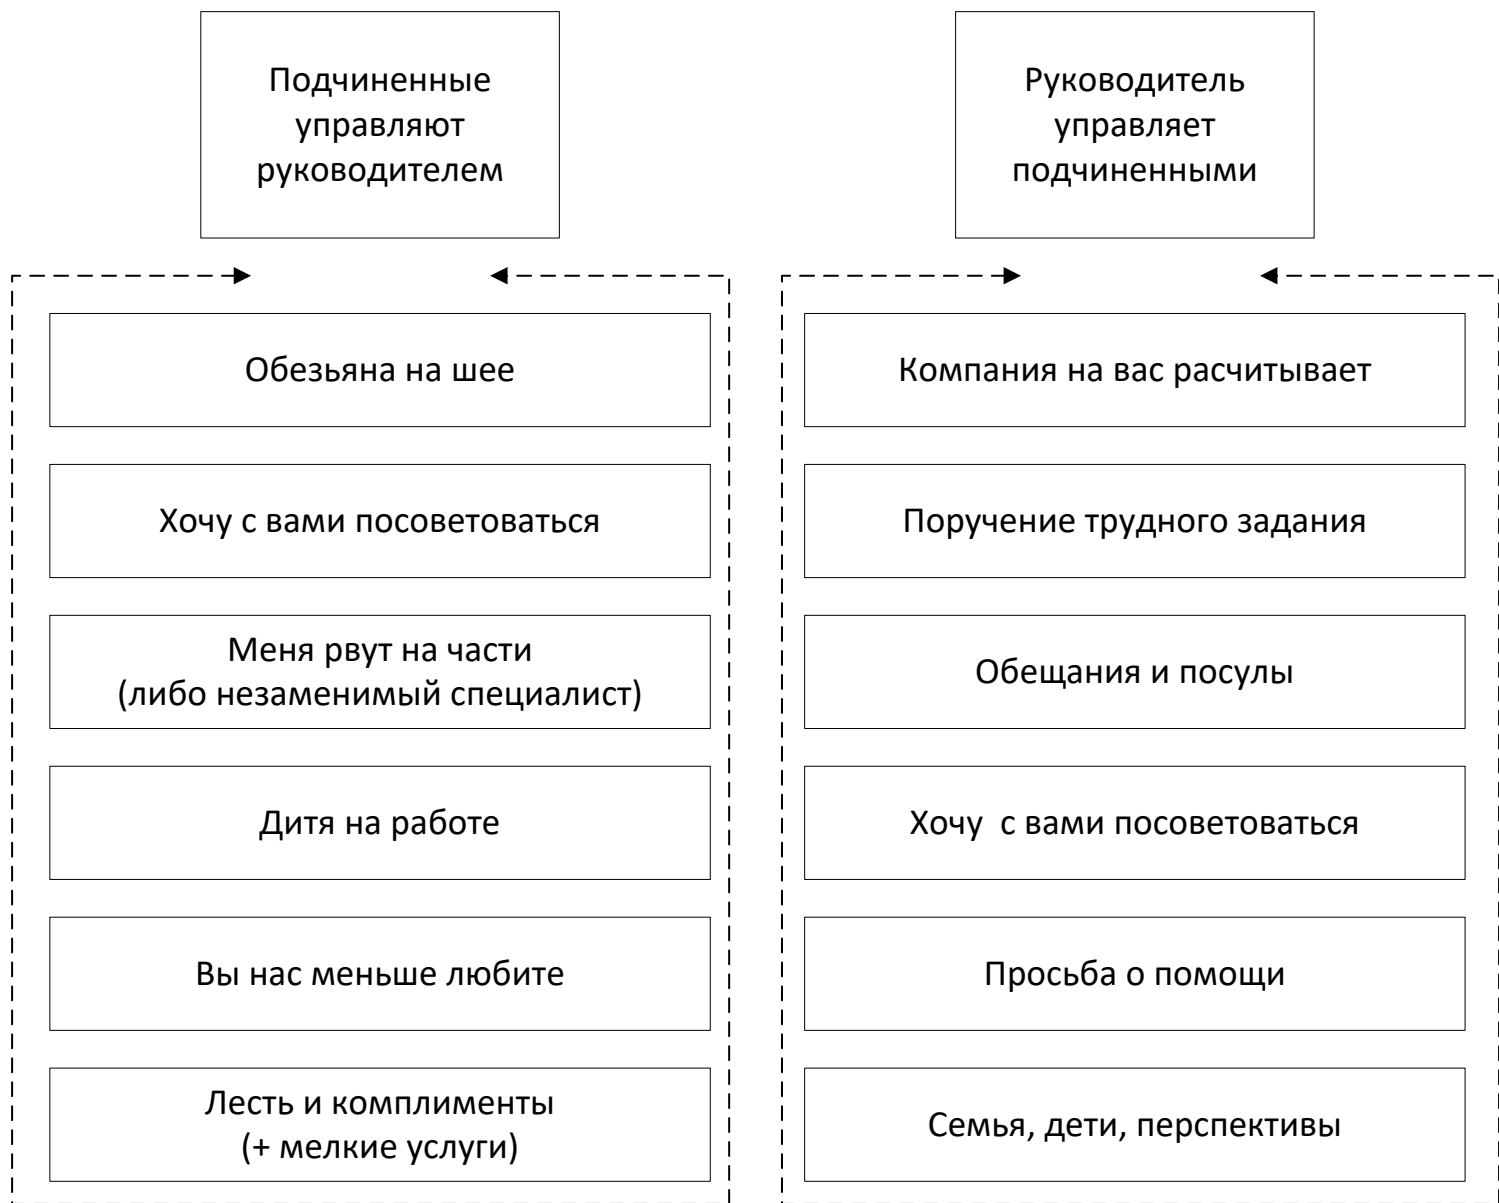 Подчиненные
управляют
руководителем
Обезьяна на шее
Хочу с вами посоветоваться
Меня рвут на части
(либо незаменимый специалист)
Дитя на работе
Вы нас меньше любите
Лесть и комплименты
(+ мелкие услуги)
Руководитель
управляет
подчиненными
Компания на вас расчитывает
Поручение трудного задания
Обещания и посулы
Хочу  с вами посоветоваться
Просьба о помощи
Семья, дети, перспективы